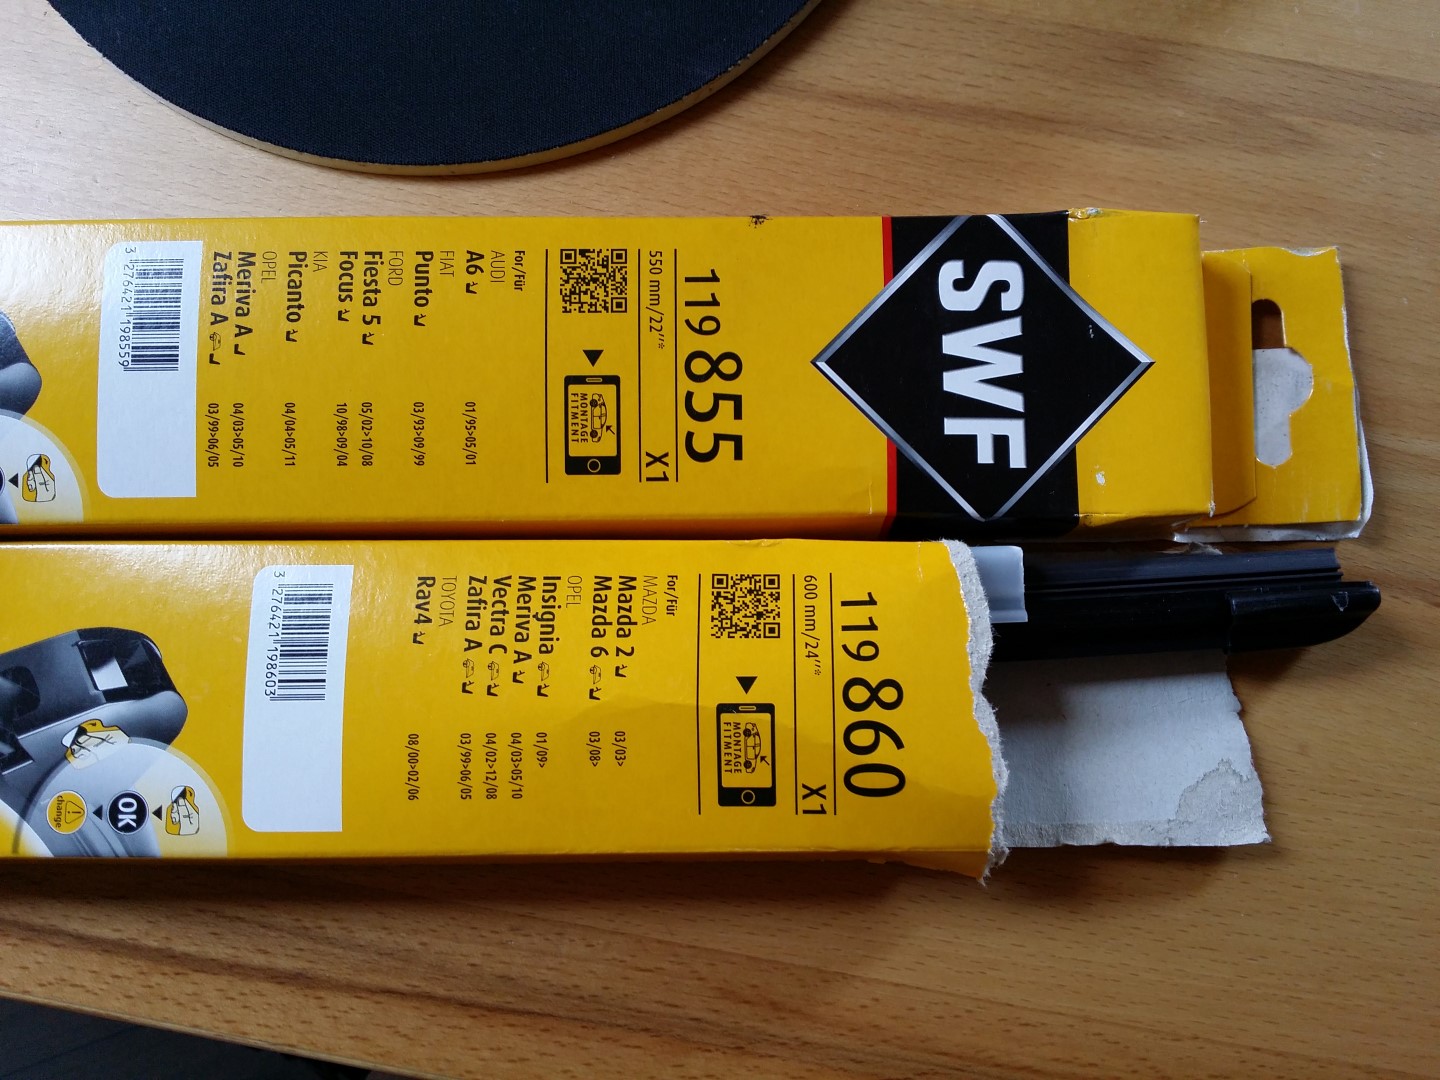 SWF
119 855
550 mm/22''*
X1
MONTAGE
FITMENT
For/Für
AUDI
A6 01/95>05/01
FIAT
Punto 03/93>09/99
FORD
Fiesta 5 05/02>10/08
Focus 10/98>09/04
KIA
Picanto 04/04>05/11
OPEL
Meriva A 04/03>05/10
Zafira A 03/99>06/05
3 276421 198559
119 860
600 mm/24''*
X1
MONTAGE
FITMENT
For/Für
MAZDA
Mazda 2 03/03>
Mazda 6 03/08>
OPEL
Insignia 01/09>
Meriva A 04/03>05/10
Vectra C 04/02>12/08
Zafira A 03/99>06/05
TOYOTA
Rav4 08/00>02/06
3 276421 198603
OK
change